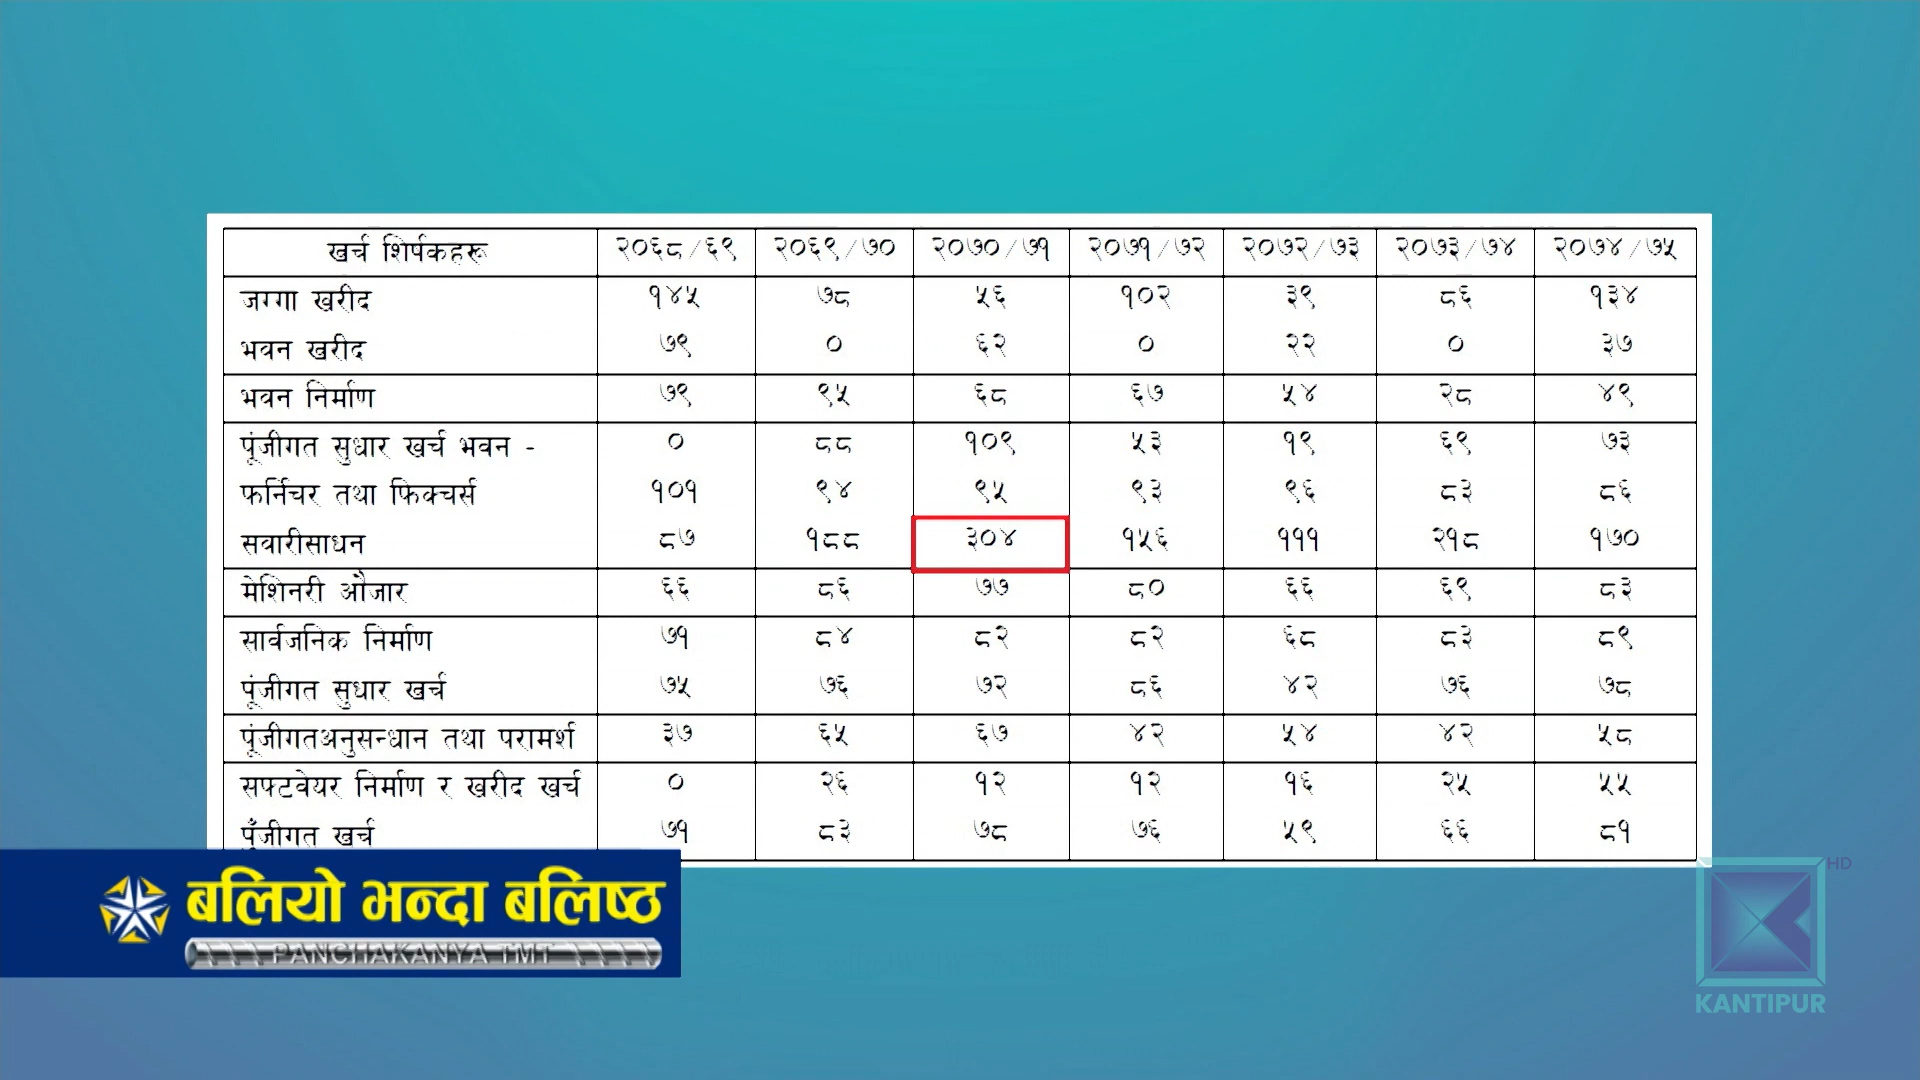 खर्च शिर्षकहरू २०६८/६९ २०६९/७० २०७०/७१ २०७१/७२ २०७२/७३ २०७३/७४ २०७४/७५
जग्गा खरीद १४५ ७८ ५६ १०२ ३९ ८६ १३४
भवन खरीद ७९ ० ६२ ० २२ ० ३७
भवन निर्माण ७९ ९५ ६८ ६७ ५४ २८ ४९
पूंजीगत सुधार खर्च भवन - ० ८८ १०९ ५३ १९ ६९ ७३
फर्निचर तथा फिक्चर्स १०१ ९४ ९५ ९३ ९६ ८३ ८६
सवारीसाधन ८७ १८८ ३०४ १५६ १११ २१८ १७०
मेशिनरी औजार ६६ ८६ ७७ ८० ६६ ६९ ८३
सार्वजनिक निर्माण ७१ ८४ ८२ ८२ ६८ ८३ ८९
पूंजीगत सुधार खर्च ७५ ७६ ७२ ८६ ४२ ७६ ७८
पूंजीगतअनुसन्धान तथा परामर्श ३७ ६५ ६७ ४२ ५४ ४२ ५८
सफ्टवेयर निर्माण र खरीद खर्च ० २६ १२ १२ १६ २५ ५५
पुँजीगत खर्च ७१ ८३ ७८ ७६ ५९ ६६ ८१
बलियो भन्दा बलिष्ठ
PANCHAKANYA TMT
HD
KANTIPUR